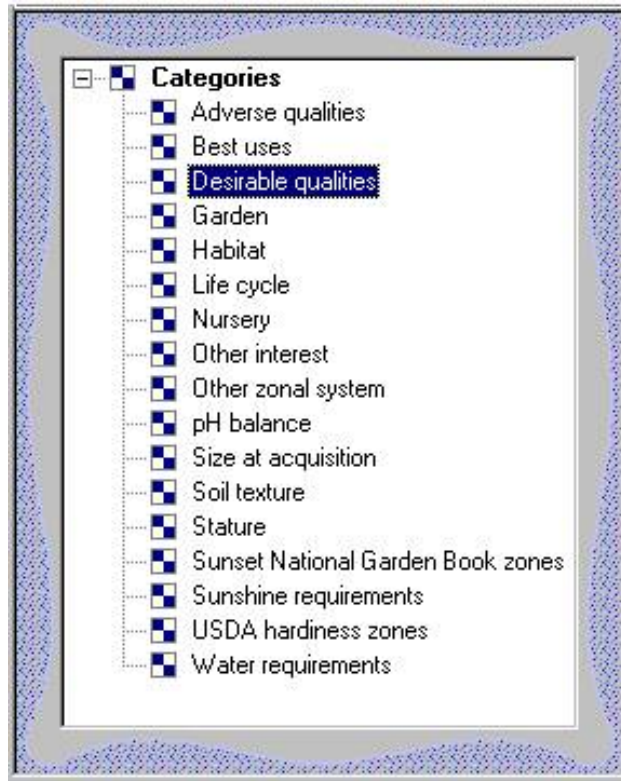 Categories
Adverse qualities
Best uses
Desirable qualities
Garden
Habitat
Life cycle
Nursery
Other interest
Other zonal system
pH balance
Size at acquisition
Soil texture
Stature
Sunset National Garden Book zones
Sunshine requirements
USDA hardiness zones
Water requirements